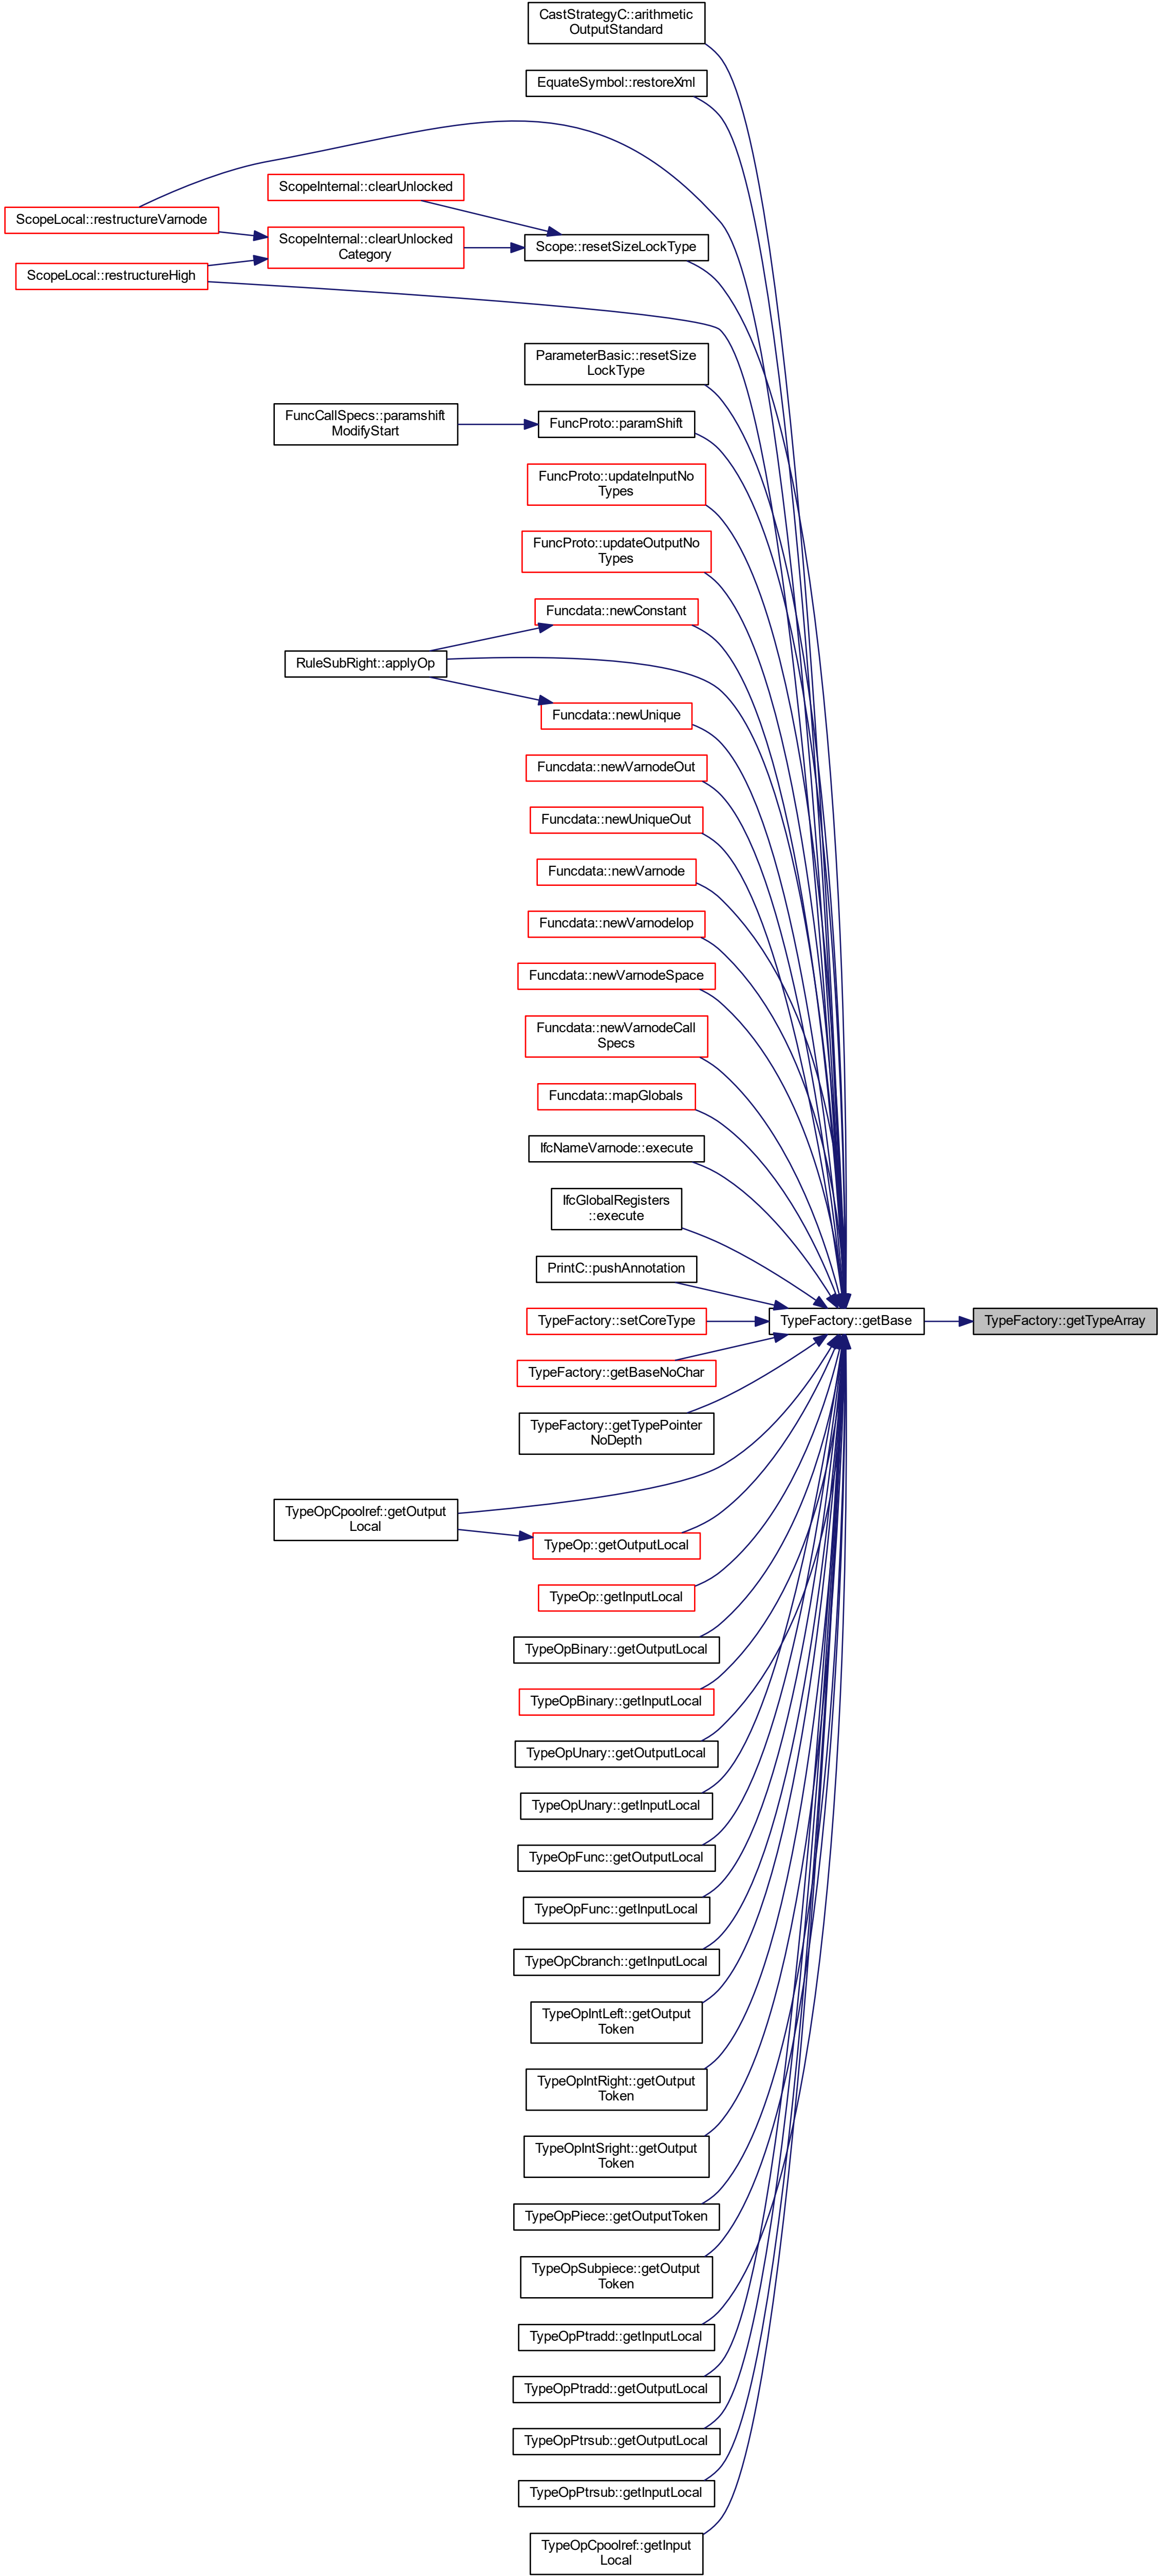 CastStrategyC::arithmetic
OutputStandard
EquateSymbol::restoreXml
ScopeInternal::clearUnlocked
ScopeLocal::restructureVarnode
ScopeInternal::clearUnlocked
Category
Scope::resetSizeLockType
ScopeLocal::restructureHigh
ParameterBasic::resetSize
LockType
FuncCallSpecs::paramshift
ModifyStart
FuncProto::paramShift
FuncProto::updateInputNo
Types
FuncProto::updateOutputNo
Types
Funcdata::newConstant
RuleSubRight::applyOp
Funcdata::newUnique
Funcdata::newVarnodeOut
Funcdata::newUniqueOut
Funcdata::newVarnode
Funcdata::newVarnodeIop
Funcdata::newVarnodeSpace
Funcdata::newVarnodeCall
Specs
Funcdata::mapGlobals
IfcNameVarnode::execute
IfcGlobalRegisters
::execute
PrintC::pushAnnotation
TypeFactory::setCoreType
TypeFactory::getBase
TypeFactory::getTypeArray
TypeFactory::getBaseNoChar
TypeFactory::getTypePointer
NoDepth
TypeOpCpoolref::getOutput
Local
TypeOp::getOutputLocal
TypeOp::getInputLocal
TypeOpBinary::getOutputLocal
TypeOpBinary::getInputLocal
TypeOpUnary::getOutputLocal
TypeOpUnary::getInputLocal
TypeOpFunc::getOutputLocal
TypeOpFunc::getInputLocal
TypeOpCbranch::getInputLocal
TypeOpIntLeft::getOutput
Token
TypeOpIntRight::getOutput
Token
TypeOpIntSright::getOutput
Token
TypeOpPiece::getOutputToken
TypeOpSubpiece::getOutput
Token
TypeOpPtradd::getInputLocal
TypeOpPtradd::getOutputLocal
TypeOpPtrsub::getOutputLocal
TypeOpPtrsub::getInputLocal
TypeOpCpoolref::getInput
Local